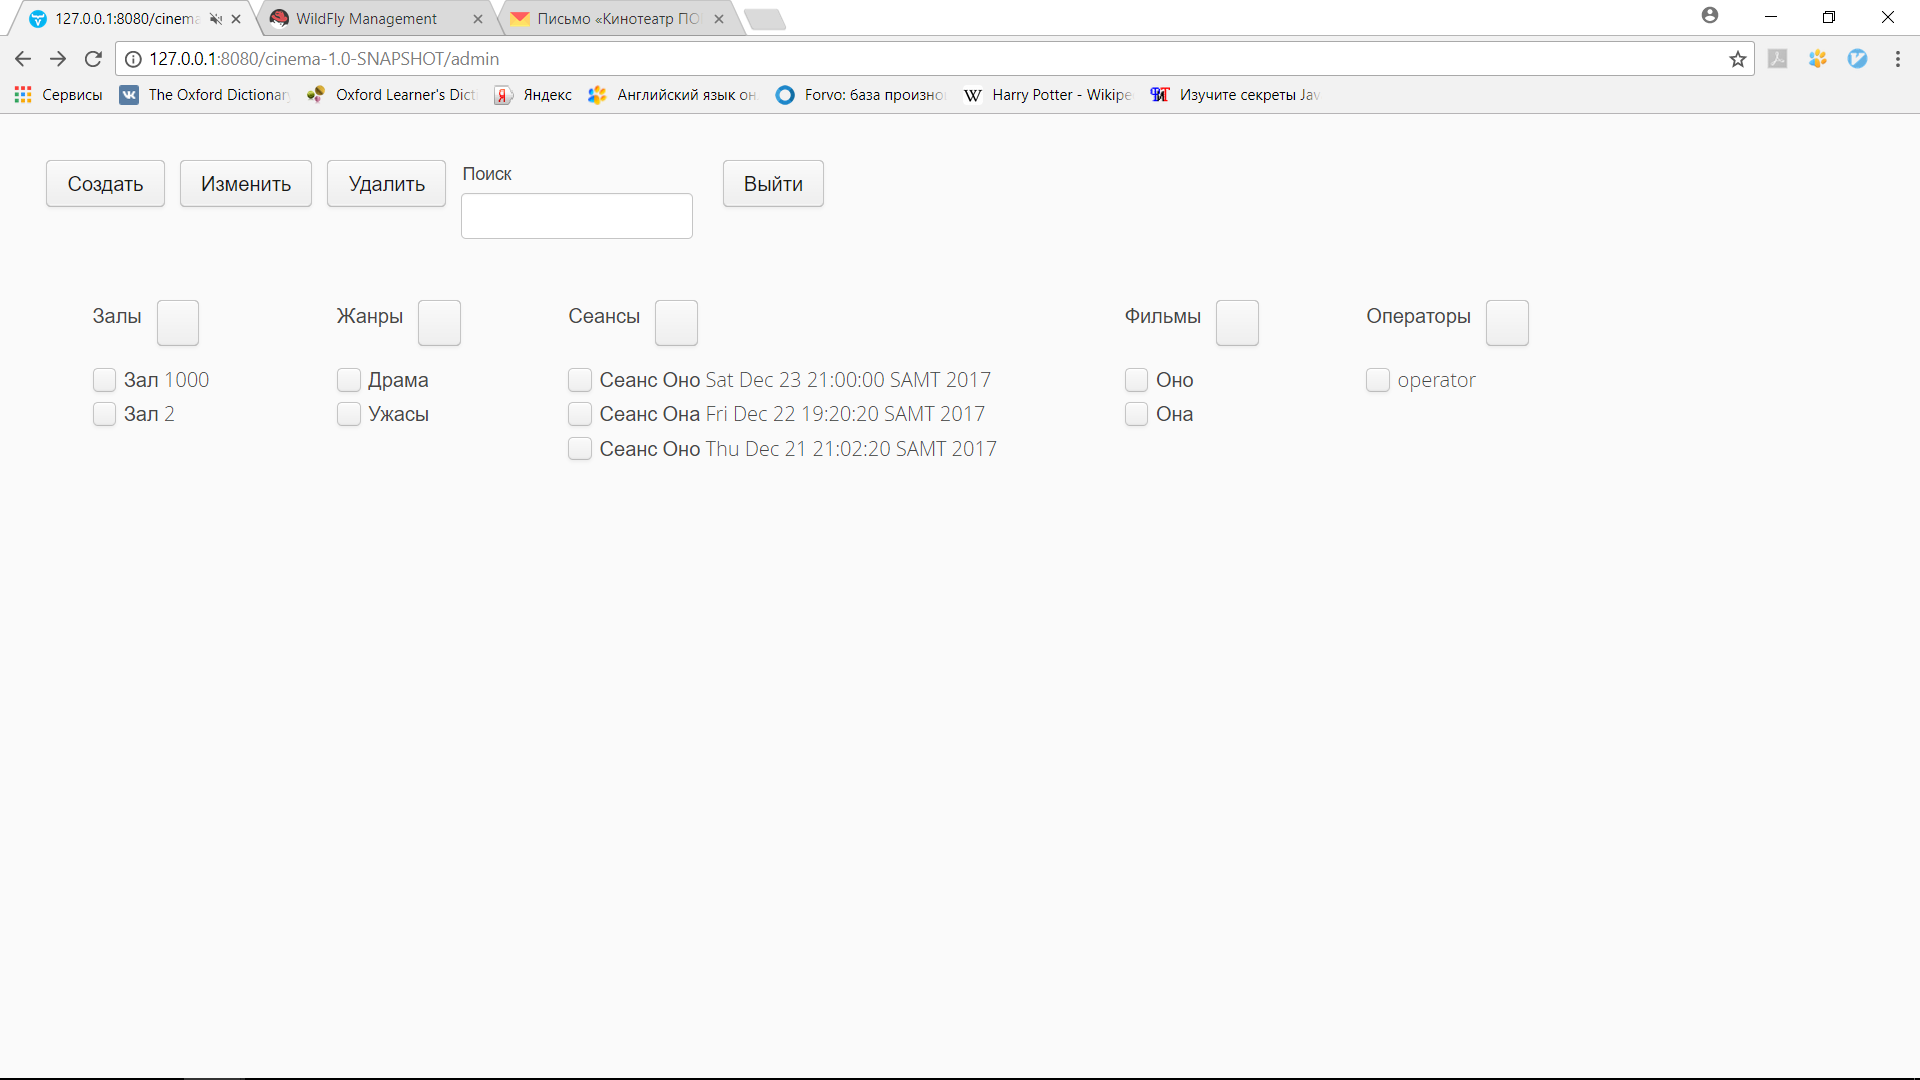 127.0.0.1:8080/cinema
WildFly Management
Письмо «Кинотеатр ПО
127.0.0.1:8080/cinema-1.0-SNAPSHOT/admin
Сервисы
The Oxford Dictionary
Oxford Learner's Dict
Яндекс
Английский язык он
Forvo: база произно
Harry Potter - Wikipe
Изучите секреты Jav
Создать
Изменить
Удалить
Поиск
Выйти
Залы
Жанры
Сеансы
Фильмы
Операторы
Зал 1000
Драма
Сеанс Оно Sat Dec 23 21:00:00 SAMT 2017
Оно
operator
Зал 2
Ужасы
Сеанс Она Fri Dec 22 19:20:20 SAMT 2017
Она
Сеанс Оно Thu Dec 21 21:02:20 SAMT 2017